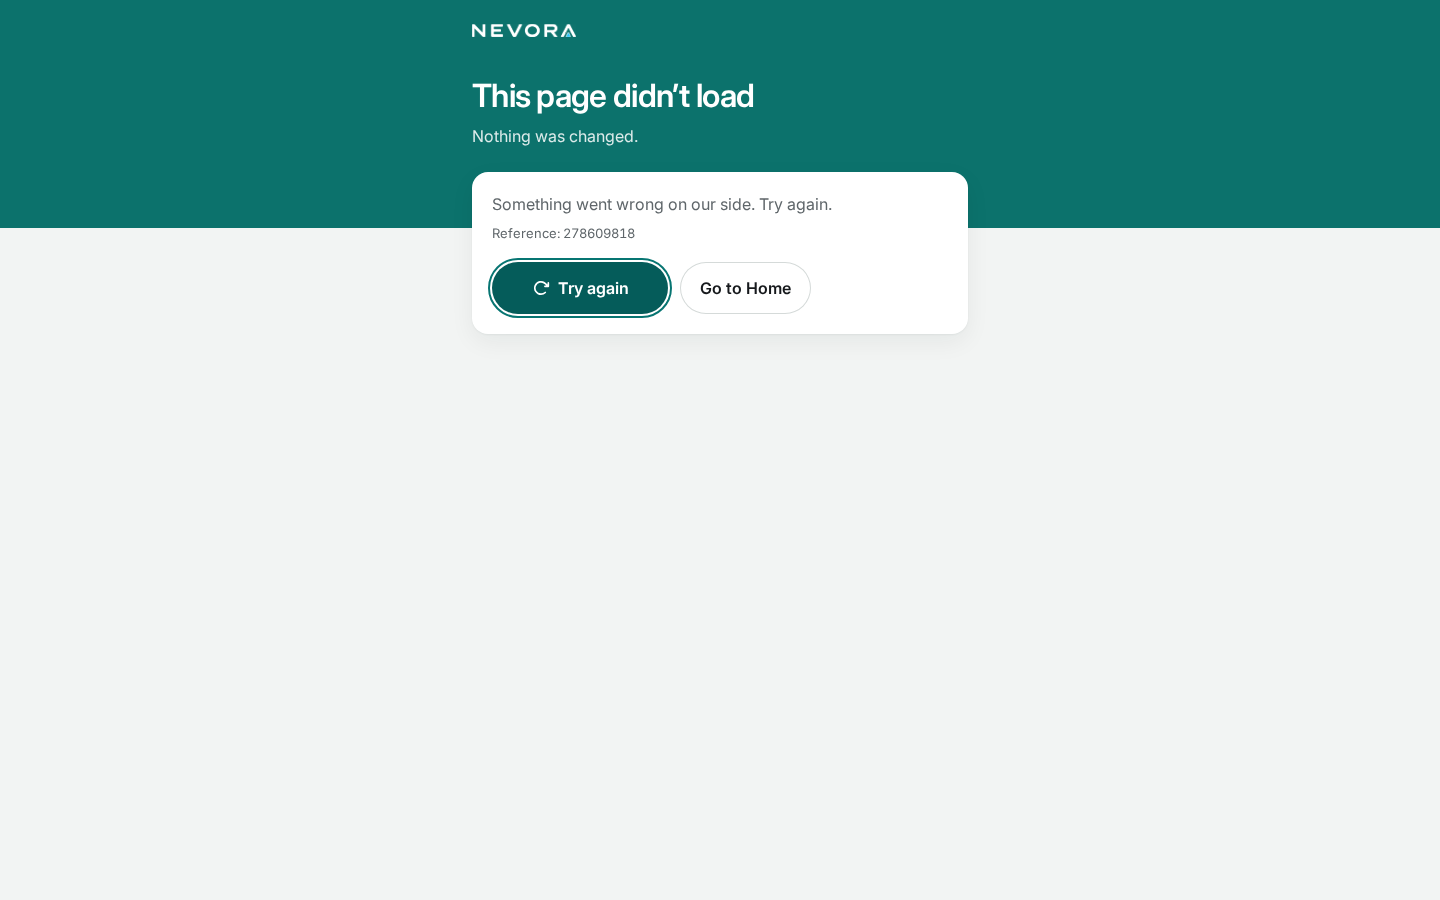 NEVORA
This page didn’t load
Nothing was changed.
Something went wrong on our side. Try again.
Reference: 278609818
Try again
Go to Home